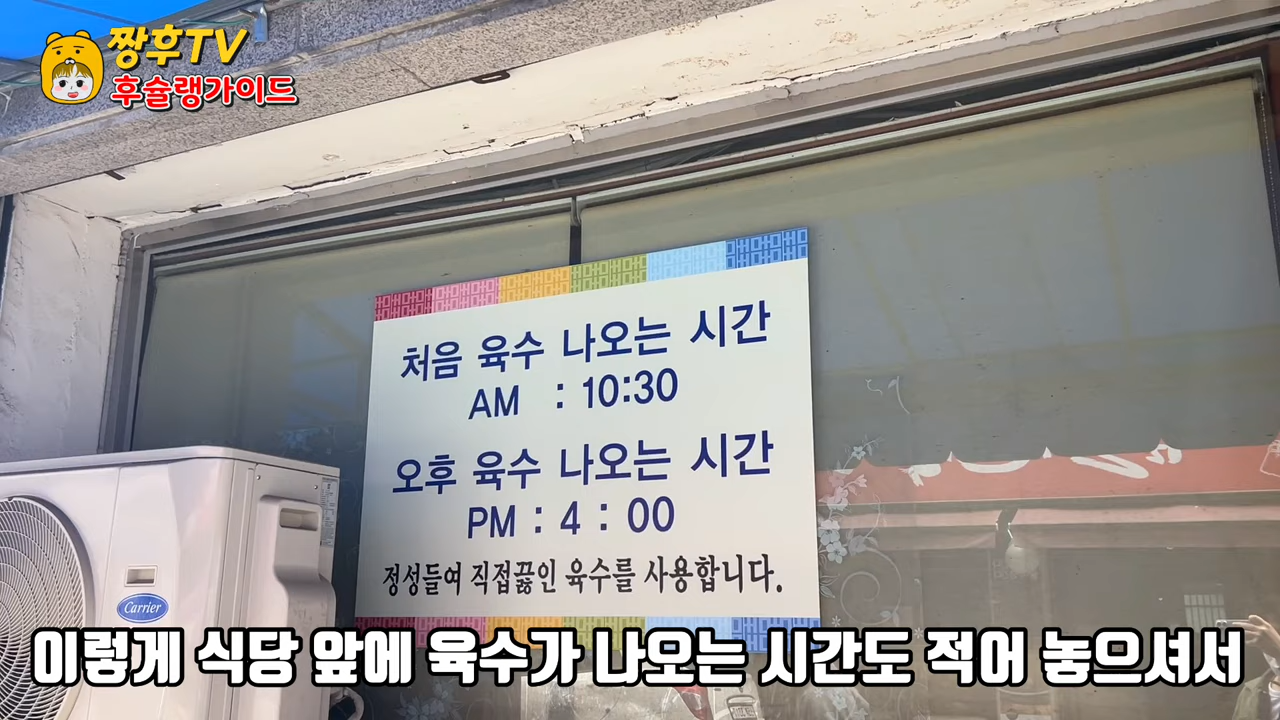 짱후TV
후슐랭가이드
처음 육수 나오는 시간
AM : 10:30
오후 육수 나오는 시간
PM : 4 : 00
정성들여 직접끓인 육수를 사용합니다.
Carrier
이렇게 식당 앞에 육수가 나오는 시간도 적어 놓으셔서